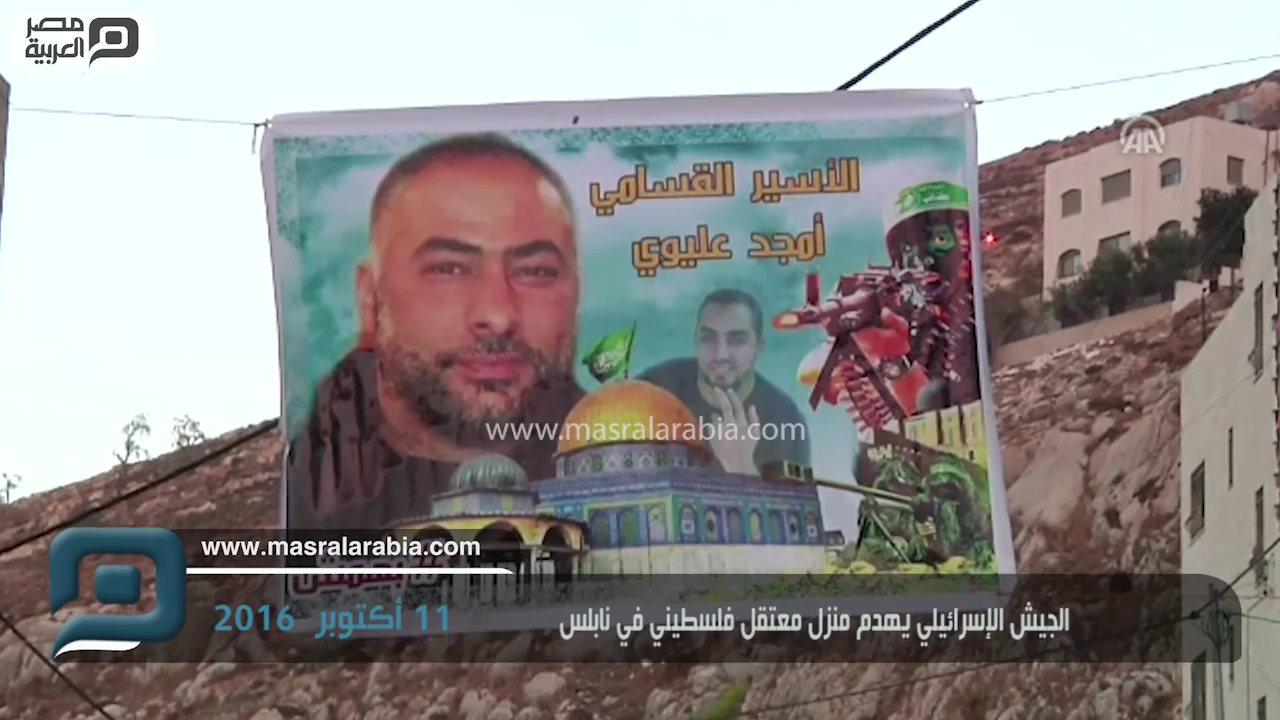 مصر
العربية
AA
الأسير القسامي
أمجد عليوي
www.masralarabia.com
www.masralarabia.com
الجيش الإسرائيلي يهدم منزل معتقل فلسطيني في نابلس
11 أكتوبر 2016